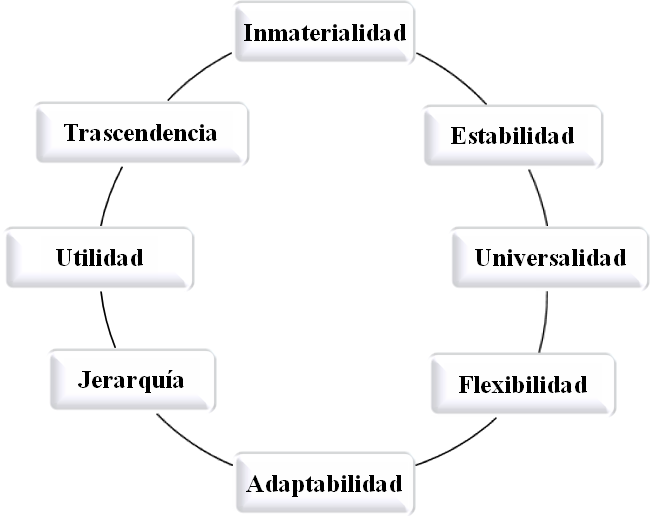 Inmaterialidad
Estabilidad
Universalidad
Flexibilidad
Adaptabilidad
Jerarquía
Utilidad
Trascendencia